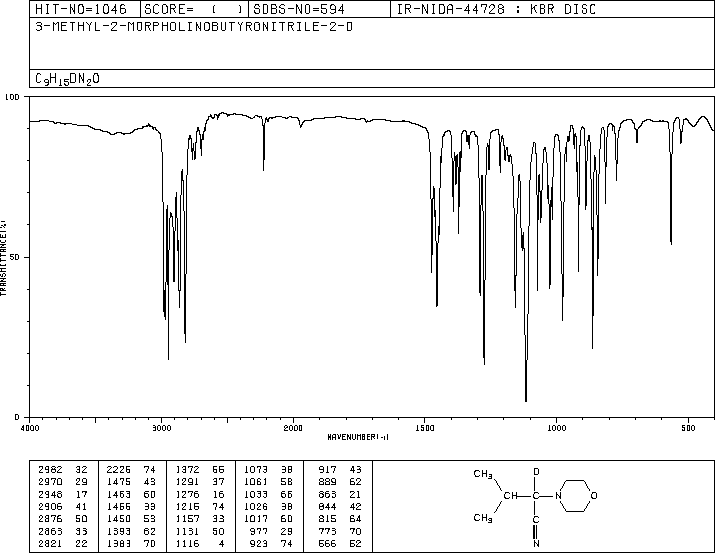 HIT-NO=1046 SCORE= ( ) SDBS-NO=594 IR-NIDA-44728 : KBR DISC
3-METHYL-2-MORPHOLINOBUTYRONITRILE-2-D
C9H15DN2O
100
50
0
TRANSMITTANCE(%)
4000 3000 2000 1500 1000 500
WAVENUMBER(-1)
2982 32 2226 74 1372 66 1073 38 917 43
2970 29 1475 43 1291 37 1061 58 889 62
2948 17 1463 60 1276 16 1033 66 863 21
2906 41 1456 33 1215 74 1026 38 844 42
2876 50 1450 53 1157 33 1017 60 815 64
2863 33 1393 62 1131 50 977 29 773 70
2821 22 1383 70 1116 4 923 74 566 52
CH3 D
CH C N O
CH3 C
N